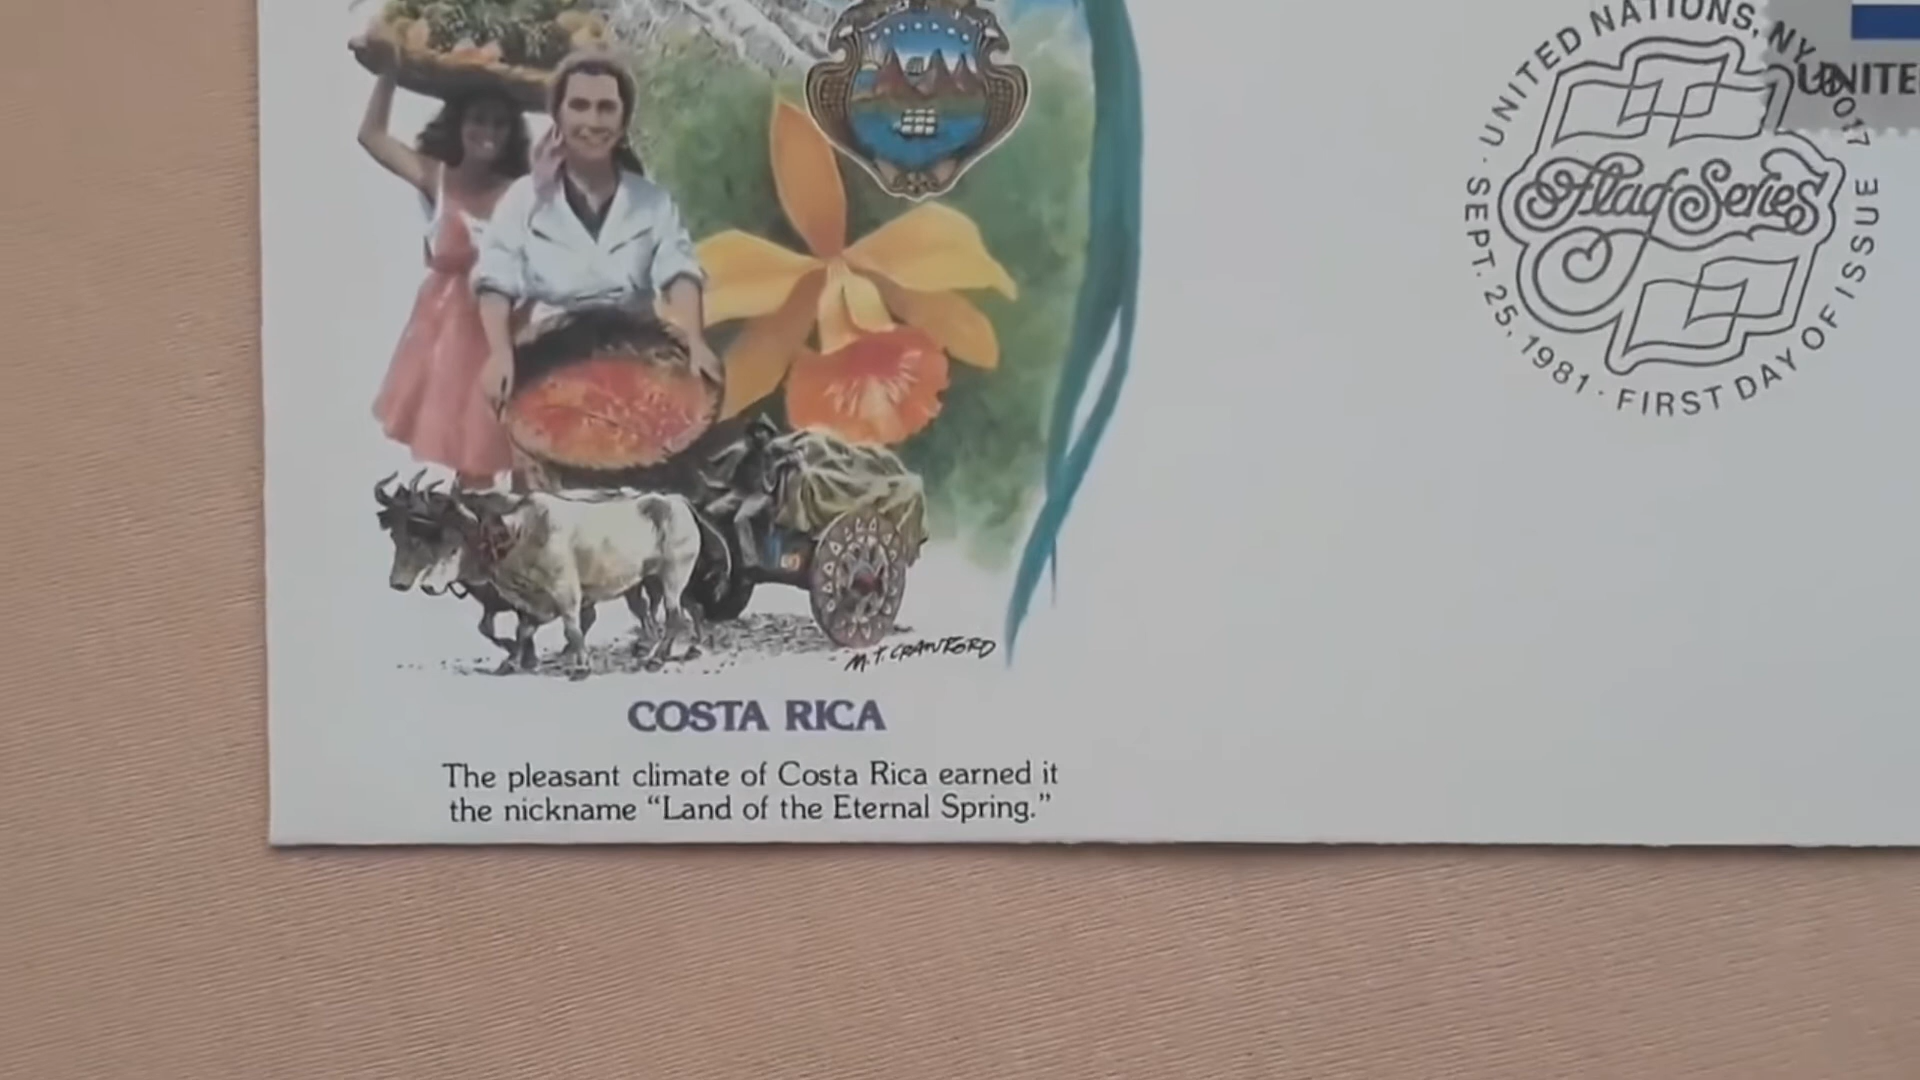 UNITED NATIONS, NY 10017
UNITE
Flag Series
SEPT. 25, 1981 · FIRST DAY OF ISSUE
M.T. CRAWFORD
COSTA RICA
The pleasant climate of Costa Rica earned it
the nickname “Land of the Eternal Spring.”